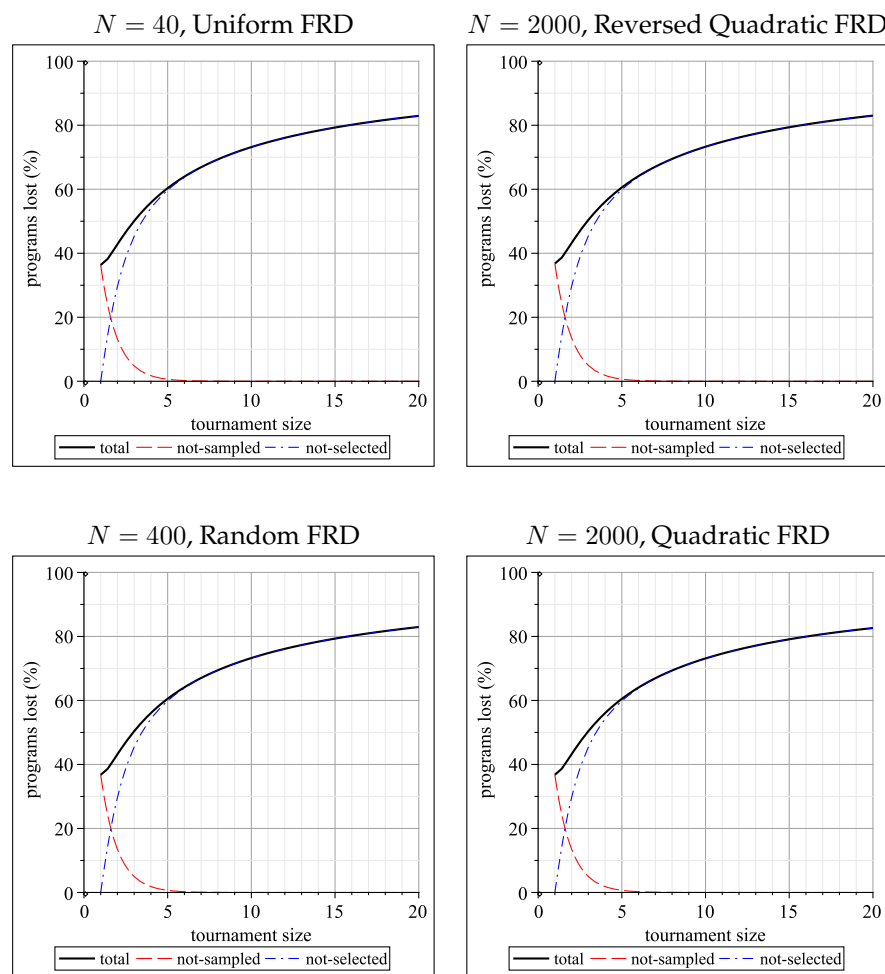 N = 40, Uniform FRD
100
80
60
40
20
0
programs lost (%)
0 5 10 15 20
tournament size
total not-sampled not-selected
N = 2000, Reversed Quadratic FRD
100
80
60
40
20
0
programs lost (%)
0 5 10 15 20
tournament size
total not-sampled not-selected
N = 400, Random FRD
100
80
60
40
20
0
programs lost (%)
0 5 10 15 20
tournament size
total not-sampled not-selected
N = 2000, Quadratic FRD
100
80
60
40
20
0
programs lost (%)
0 5 10 15 20
tournament size
total not-sampled not-selected